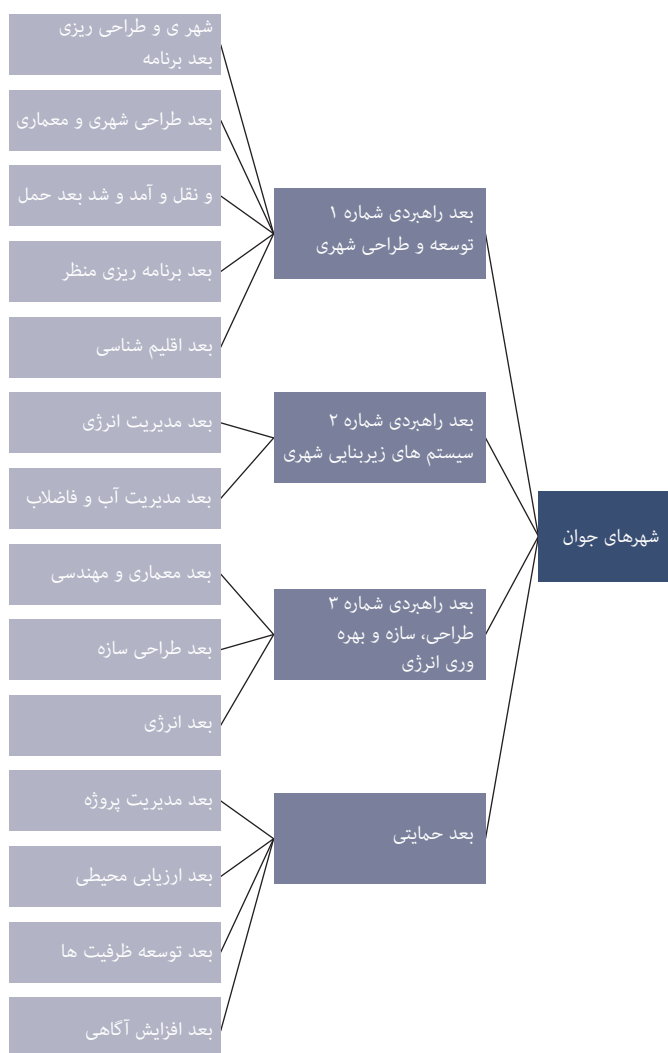 شهرهای جوان
بعد راهبردی شماره ۱
توسعه و طراحی شهری
شهر ی و طراحی ریزی
بعد برنامه
بعد طراحی شهری و معماری
و نقل و آمد و شد بعد حمل
بعد برنامه ریزی منظر
بعد اقلیم شناسی
بعد راهبردی شماره ۲
سیستم های زیربنایی شهری
بعد مدیریت انرژی
بعد مدیریت آب و فاضلاب
بعد راهبردی شماره ۳
طراحی، سازه و بهره
وری انرژی
بعد معماری و مهندسی
بعد طراحی سازه
بعد انرژی
بعد حمایتی
بعد مدیریت پروژه
بعد ارزیابی محیطی
بعد توسعه ظرفیت ها
بعد افزایش آگاهی